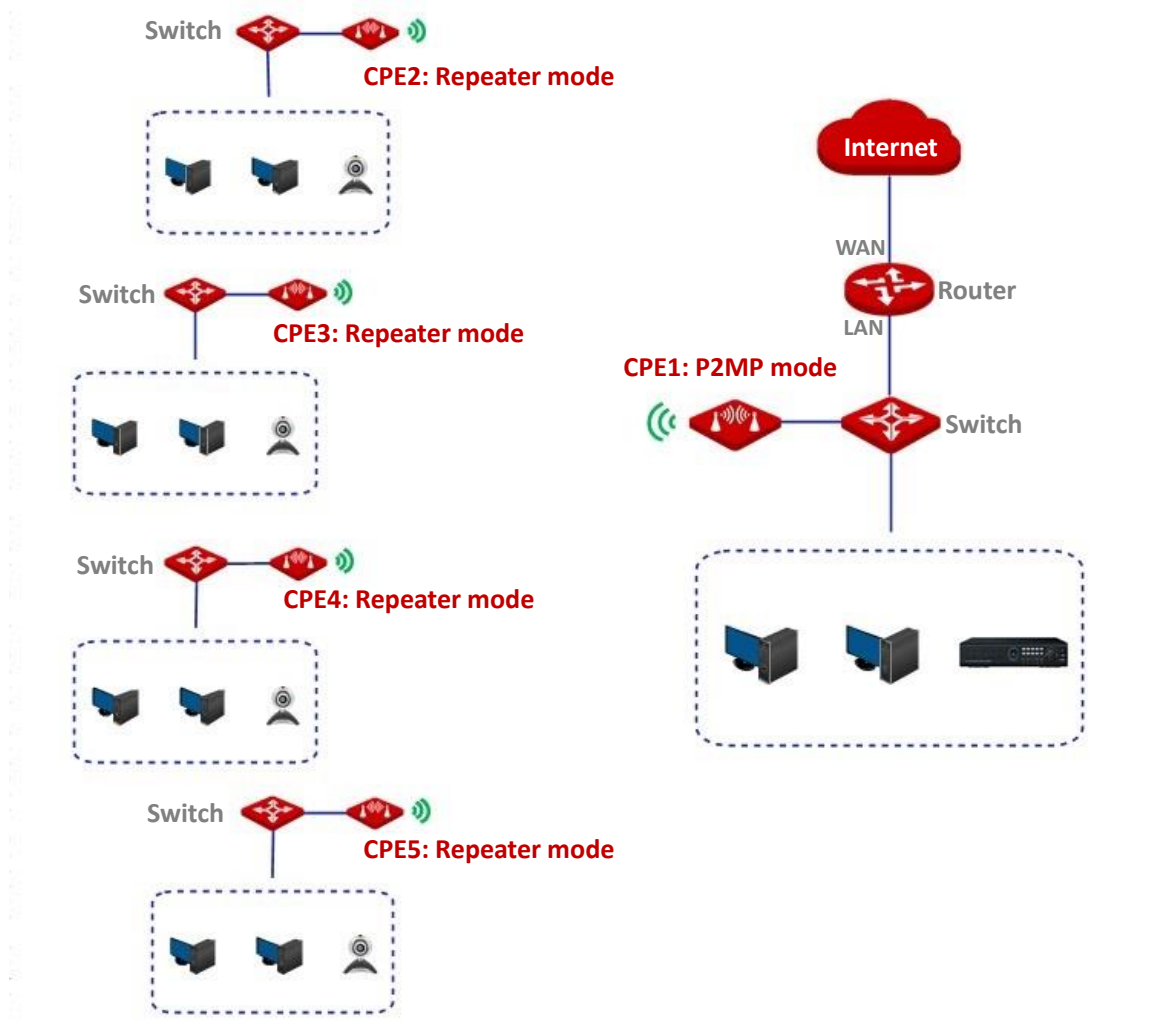 Switch
CPE2: Repeater mode
Internet
WAN
Router
LAN
Switch
CPE3: Repeater mode
CPE1: P2MP mode
Switch
Switch
CPE4: Repeater mode
Switch
CPE5: Repeater mode